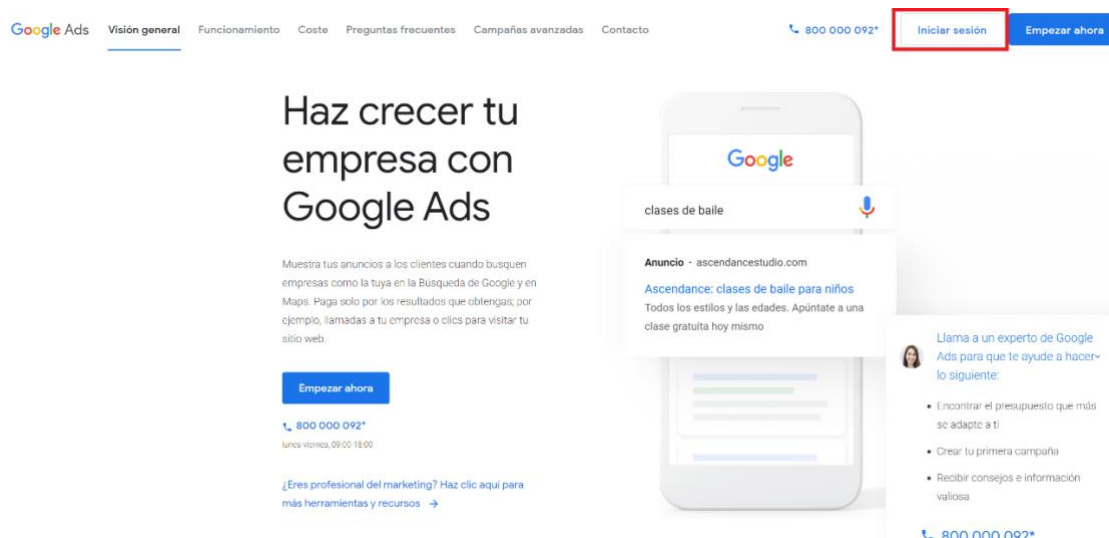 Google Ads
Visión general
Funcionamiento
Coste
Preguntas frecuentes
Campañas avanzadas
Contacto
800 000 092*
Iniciar sesión
Empezar ahora
Haz crecer tu
empresa con
Google Ads
Muestra tus anuncios a los clientes cuando busquen
empresas como la tuya en la Búsqueda de Google y en
Maps. Paga solo por los resultados que obtengas; por
ejemplo, llamadas a tu empresa o clics para visitar tu
sitio web.
Empezar ahora
800 000 092*
lunes viernes, 09:00-18:00
¿Eres profesional del marketing? Haz clic aquí para
más herramientas y recursos →
Google
clases de baile
Anuncio · ascendancestudio.com
Ascendance: clases de baile para niños
Todos los estilos y las edades. Apúntate a una
clase gratuita hoy mismo
Llama a un experto de Google
Ads para que te ayude a hacer
lo siguiente:
• Encontrar el presupuesto que más
se adapte a ti
• Crear tu primera campaña
• Recibir consejos e información
valiosa
800 000 092*